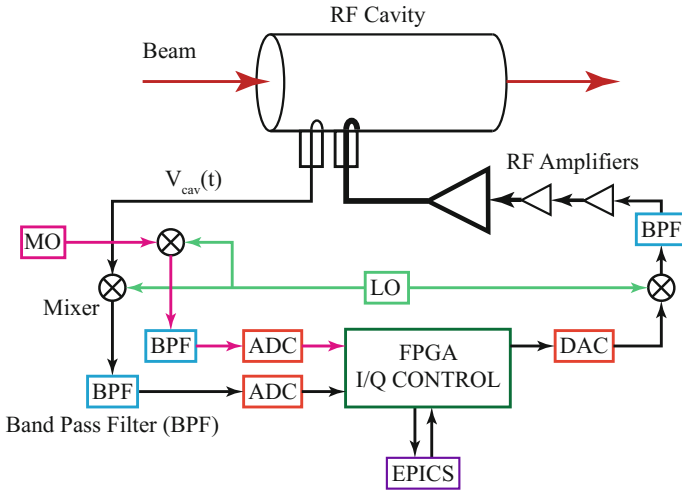 RF Cavity
Beam
RF Amplifiers
V_cav(t)
BPF
MO
LO
Mixer
BPF
ADC
FPGA
I/Q CONTROL
DAC
BPF
ADC
Band Pass Filter (BPF)
EPICS